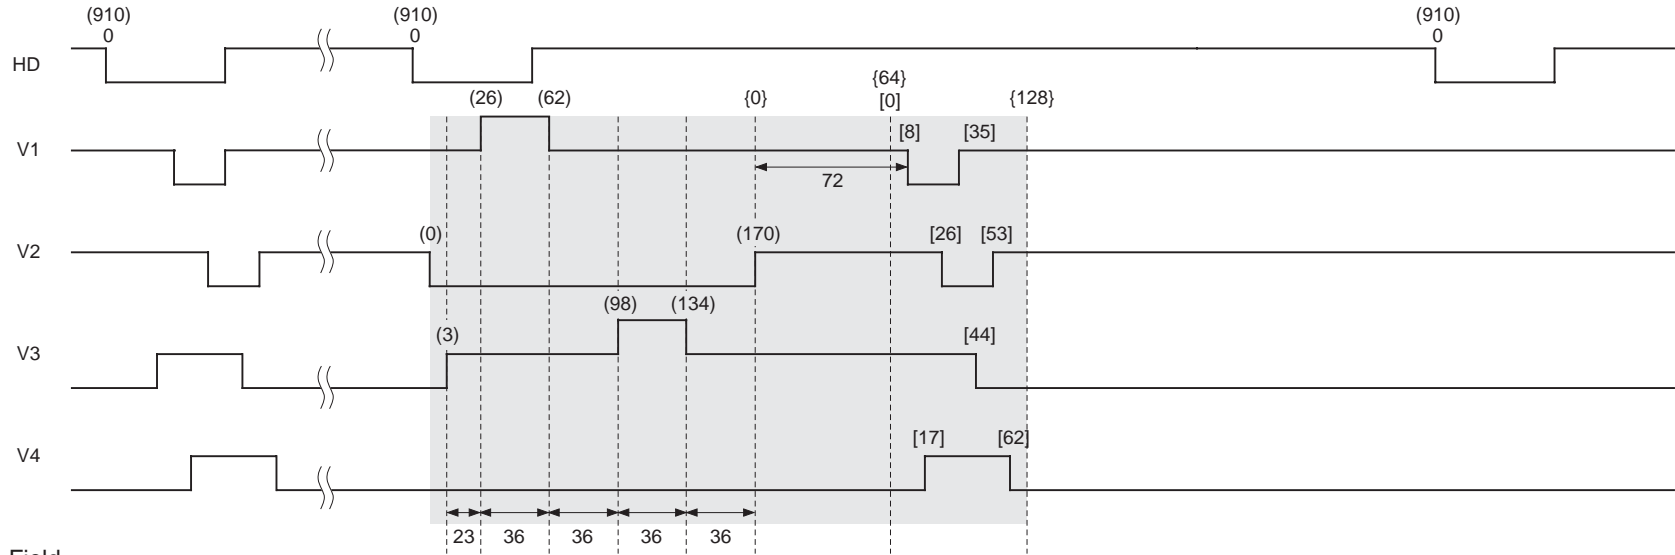 (910) (910) (910)
0 0 0
HD
{64}
(26) (62) {0} [0] {128}
[8] [35]
V1
72
(0) (170) [26] [53]
V2
(98) (134)
(3) [44]
V3
[17] [62]
V4
23 36 36 36 36